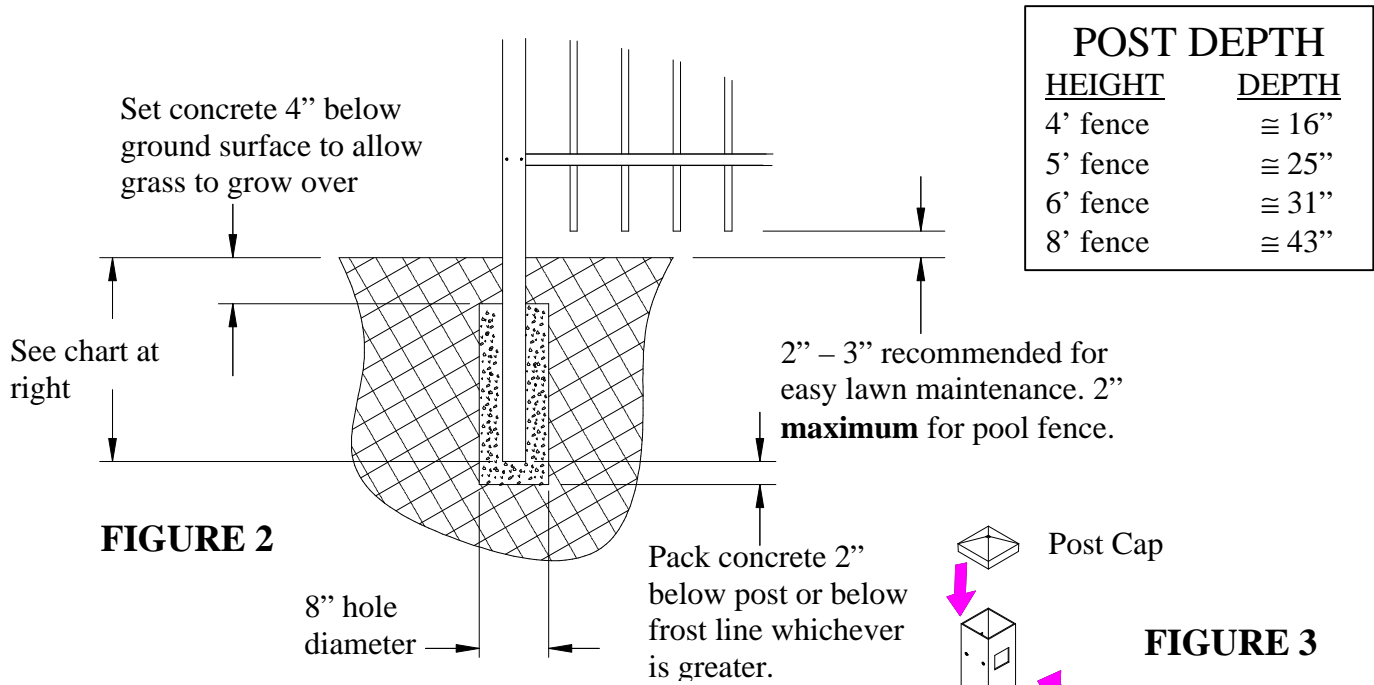 POST DEPTH
HEIGHT DEPTH
4’ fence ≅ 16”
5’ fence ≅ 25”
6’ fence ≅ 31”
8’ fence ≅ 43”
Set concrete 4” below
ground surface to allow
grass to grow over
See chart at
right
2” – 3” recommended for
easy lawn maintenance. 2”
maximum for pool fence.
FIGURE 2
8” hole
diameter
Pack concrete 2”
below post or below
frost line whichever
is greater.
Post Cap
FIGURE 3